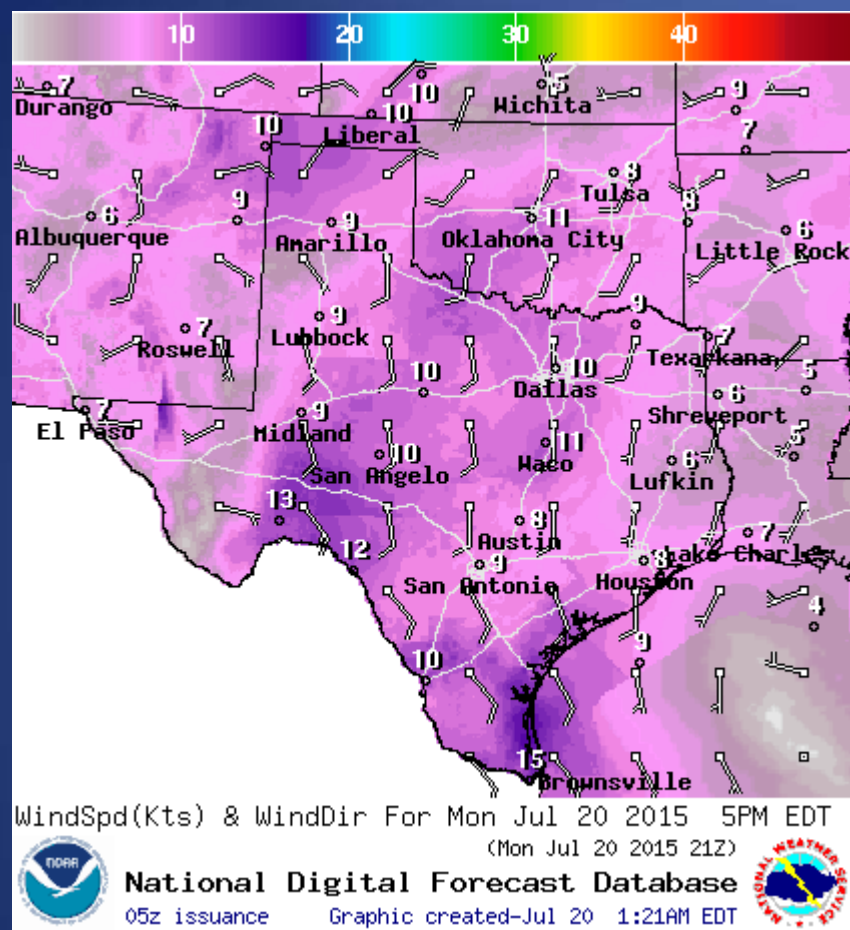 10 20 30 40
7 5 9
Durango 10 Wichita
10 Liberal 10 7
8
Tulsa
6 9 9 11 8 6
Albuquerque Amarillo Oklahoma City Little Rock
7 9 9 7
Roswell Lubbock Texarkana
10 10 Dallas 6 5
7 9 Shreveport
El Paso Midland 11 5
10 Waco 6
San Angelo Lufkin
13 8 7
Austin Lake Charles
12 9 8
San Antonio Houston
4
10 9
15
Brownsville
WindSpd(Kts) & WindDir For Mon Jul 20 2015 5PM EDT
(Mon Jul 20 2015 21Z)
NOAA
National Digital Forecast Database
05z issuance Graphic created-Jul 20 1:21AM EDT
NATIONAL WEATHER SERVICE